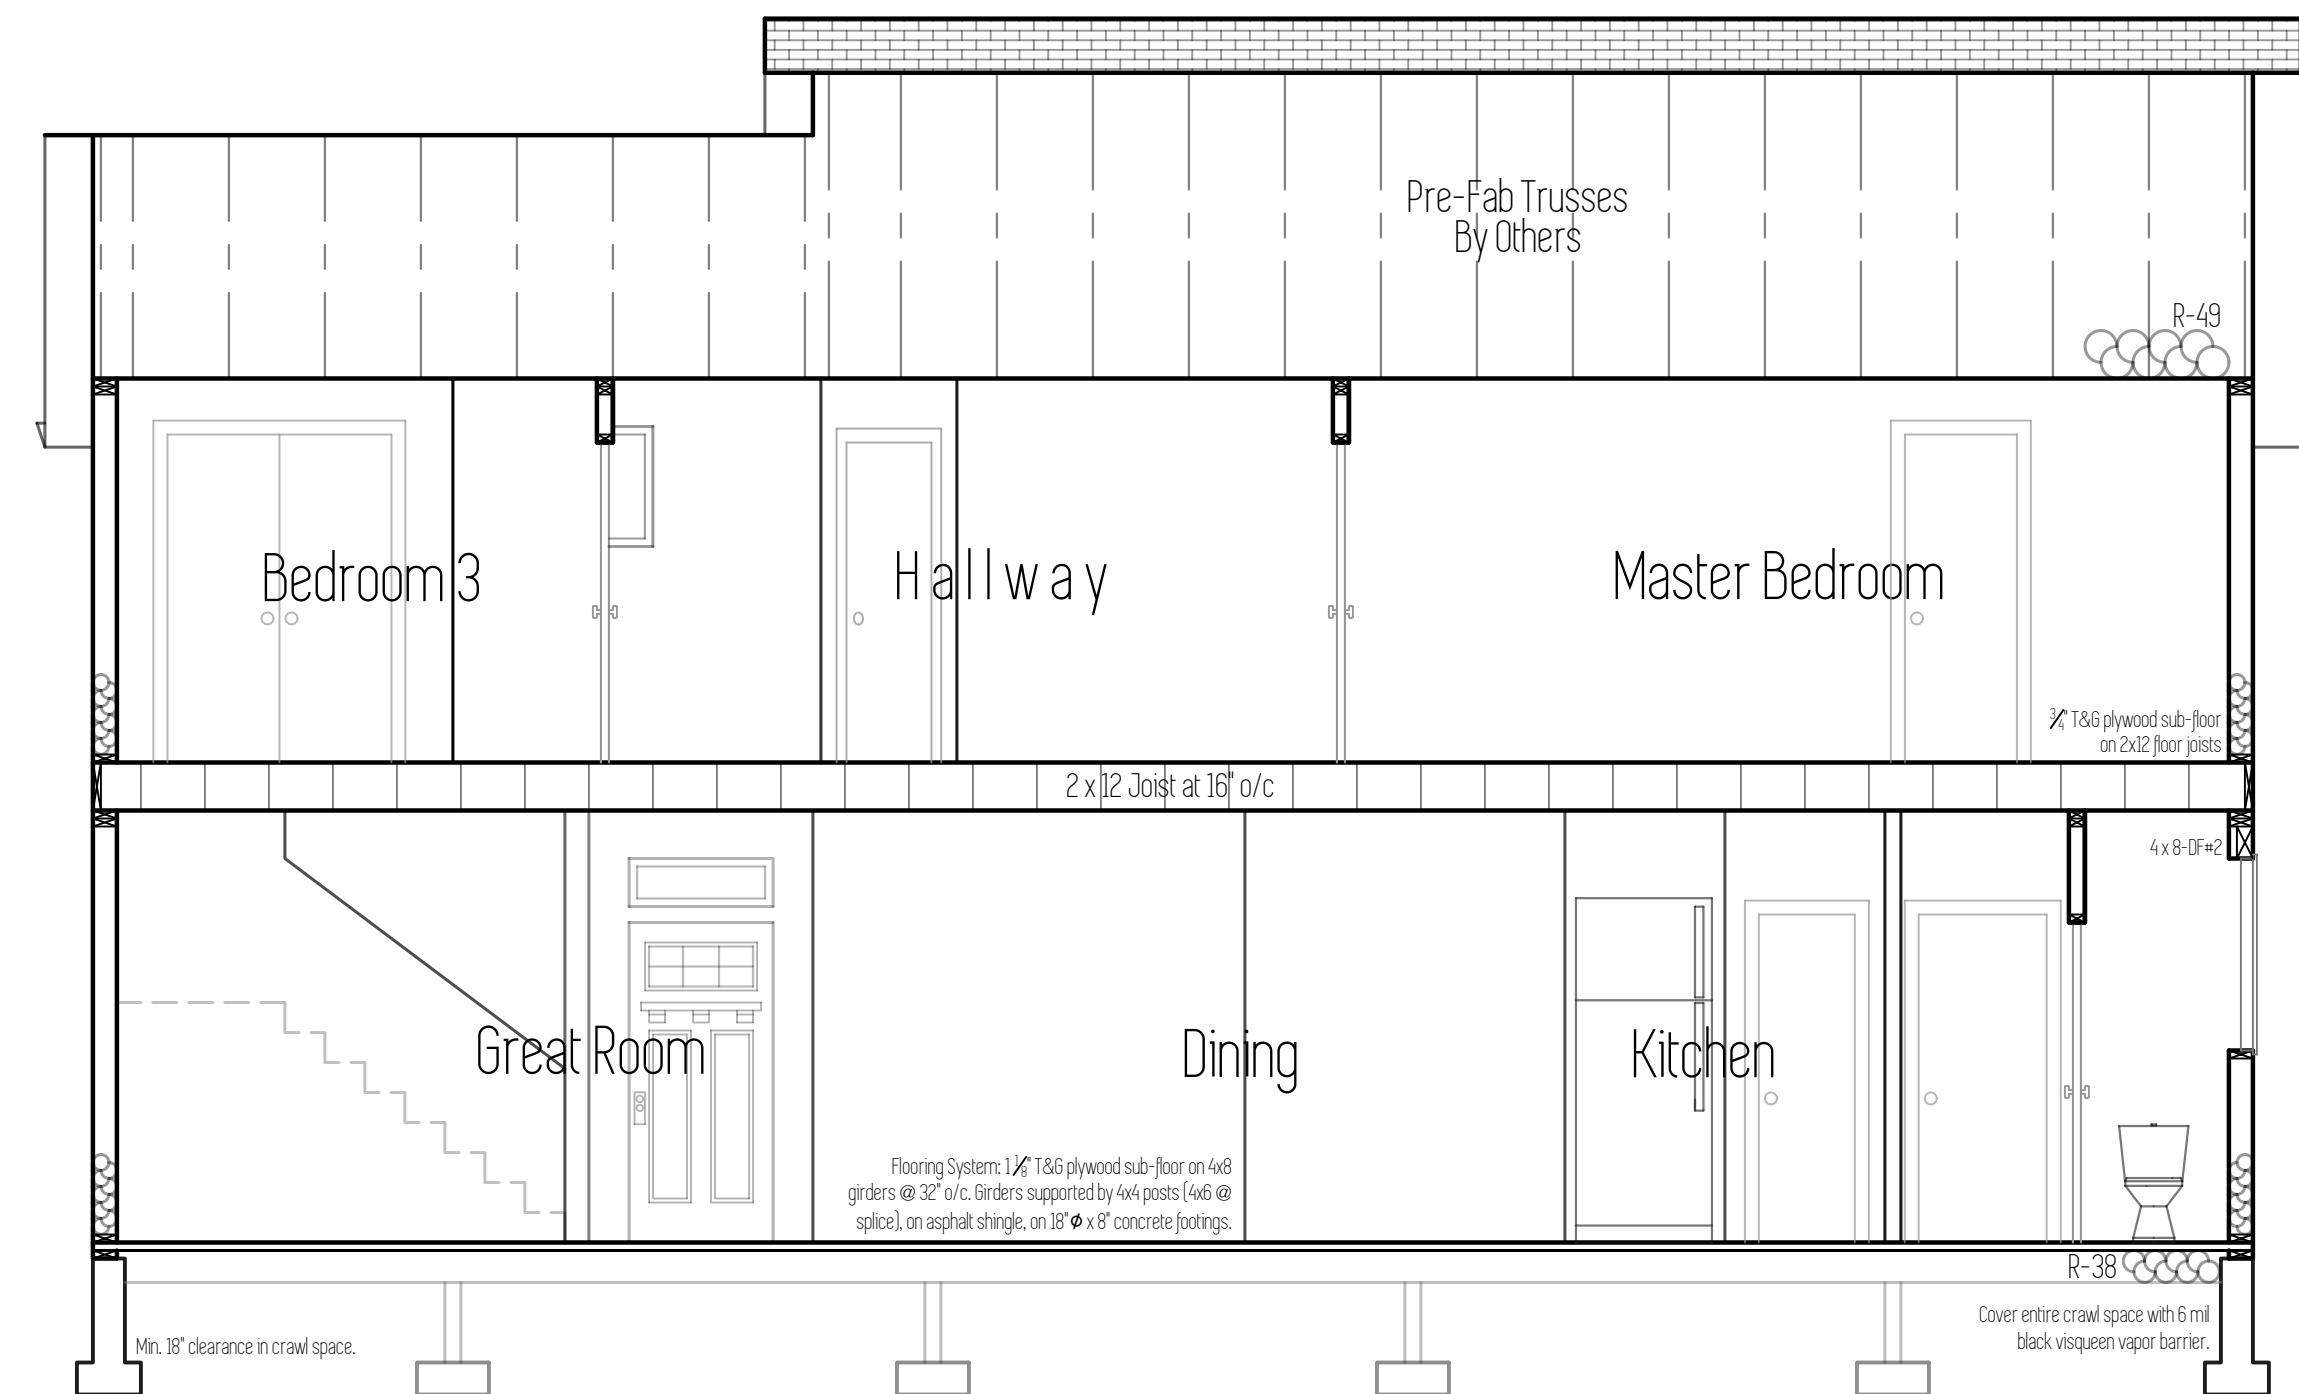 Pre-Fab Trusses
By Others
R-49
Bedroom 3
Hallway
Master Bedroom
3/4" T&G plywood sub-floor
on 2x12 floor joists
2 x 12 Joist at 16" o/c
4 x 8-DF#2
Great Room
Dining
Kitchen
Flooring System: 1 1/8" T&G plywood sub-floor on 4x8
girders @ 32" o/c. Girders supported by 4x4 posts (4x6 @
splice), on asphalt shingle, on 18"Ø x 8" concrete footings.
R-38
Min. 18" clearance in crawl space.
Cover entire crawl space with 6 mil
black visqueen vapor barrier.